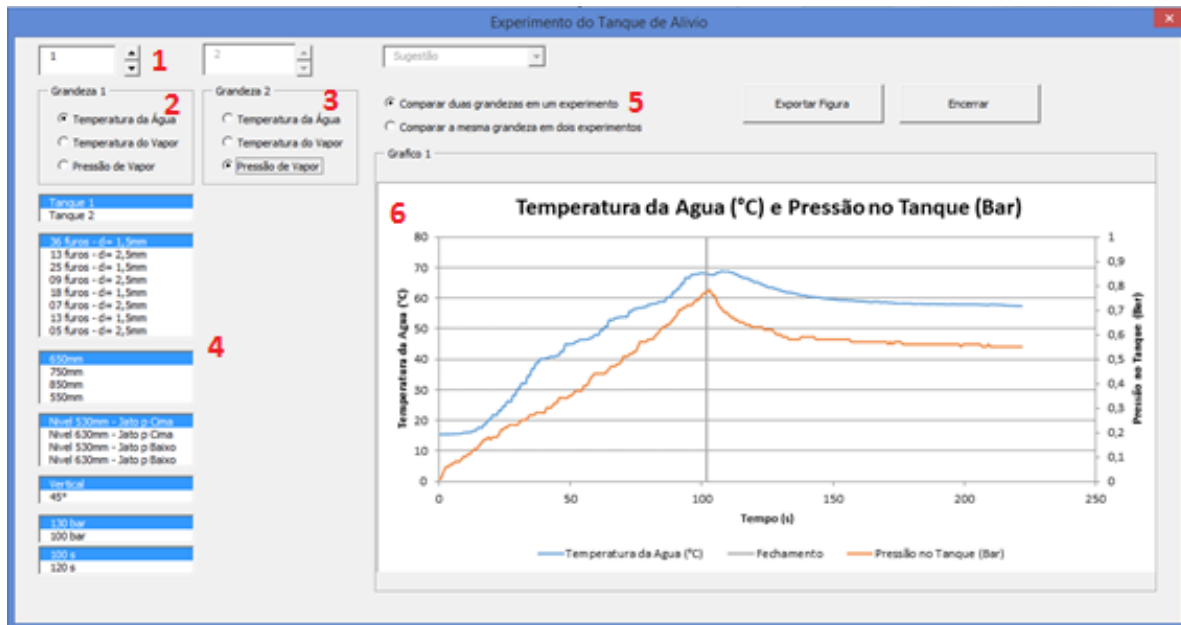 Experimento do Tanque de Alivio
1
1
2
Sugestão
Grandeza 1
2
Temperatura da Água
Temperatura do Vapor
Pressão de Vapor
Grandeza 2
3
Temperatura da Água
Temperatura do Vapor
Pressão de Vapor
Comparar duas grandezas em um experimento
5
Comparar a mesma grandeza em dois experimentos
Exportar Figura
Encerrar
Tanque 1
Tanque 2
36 furos - d= 1,5mm
13 furos - d= 2,5mm
25 furos - d= 1,5mm
09 furos - d= 2,5mm
18 furos - d= 1,5mm
07 furos - d= 2,5mm
13 furos - d= 1,5mm
05 furos - d= 2,5mm
4
650mm
750mm
850mm
550mm
Nivel 530mm - Jato p Cima
Nivel 630mm - Jato p Cima
Nivel 530mm - Jato p Baixo
Nivel 630mm - Jato p Baixo
Vertical
45°
130 bar
100 bar
100 s
120 s
Grafico 1
6
Temperatura da Agua (°C) e Pressão no Tanque (Bar)
Temperatura da Agua (°C)
80
70
60
50
40
30
20
10
0
1
0,9
0,8
0,7
0,6
0,5
0,4
0,3
0,2
0,1
0
Pressão no Tanque (Bar)
0 50 100 150 200 250
Tempo (s)
Temperatura da Agua (°C) Fechamento Pressão no Tanque (Bar)